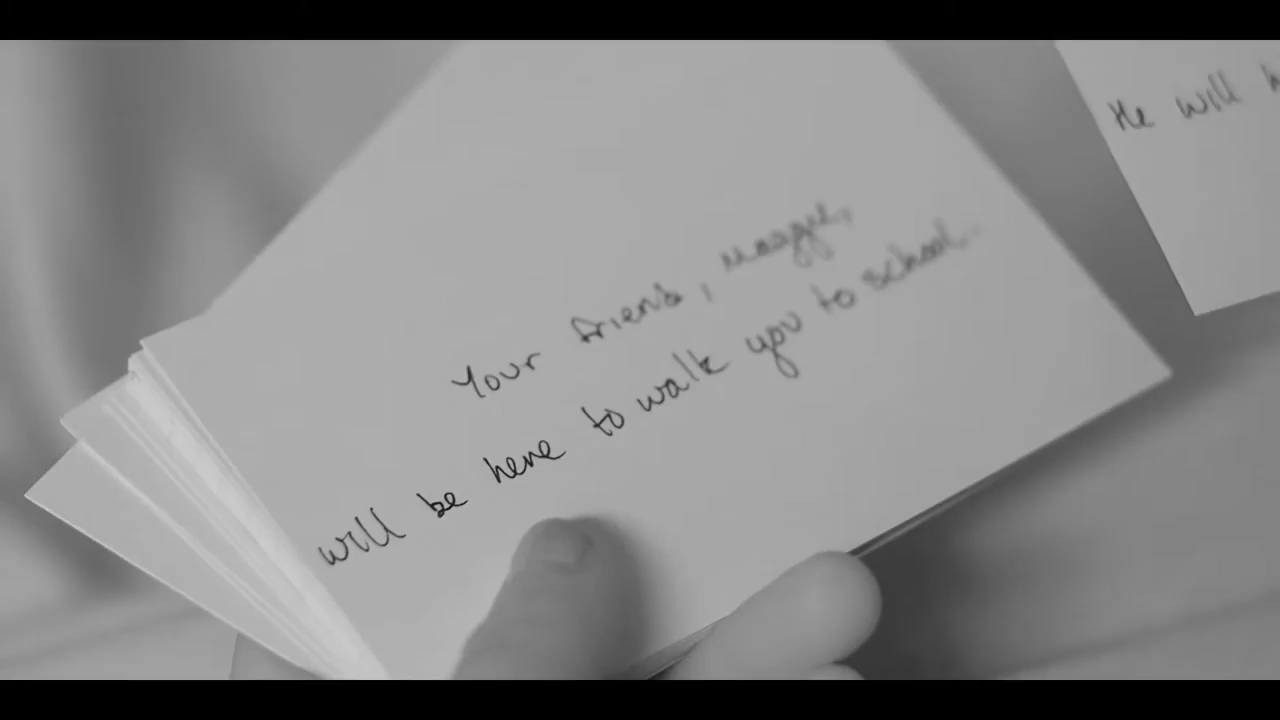 Your friend, Maggie,
will be here to walk you to school.
He will